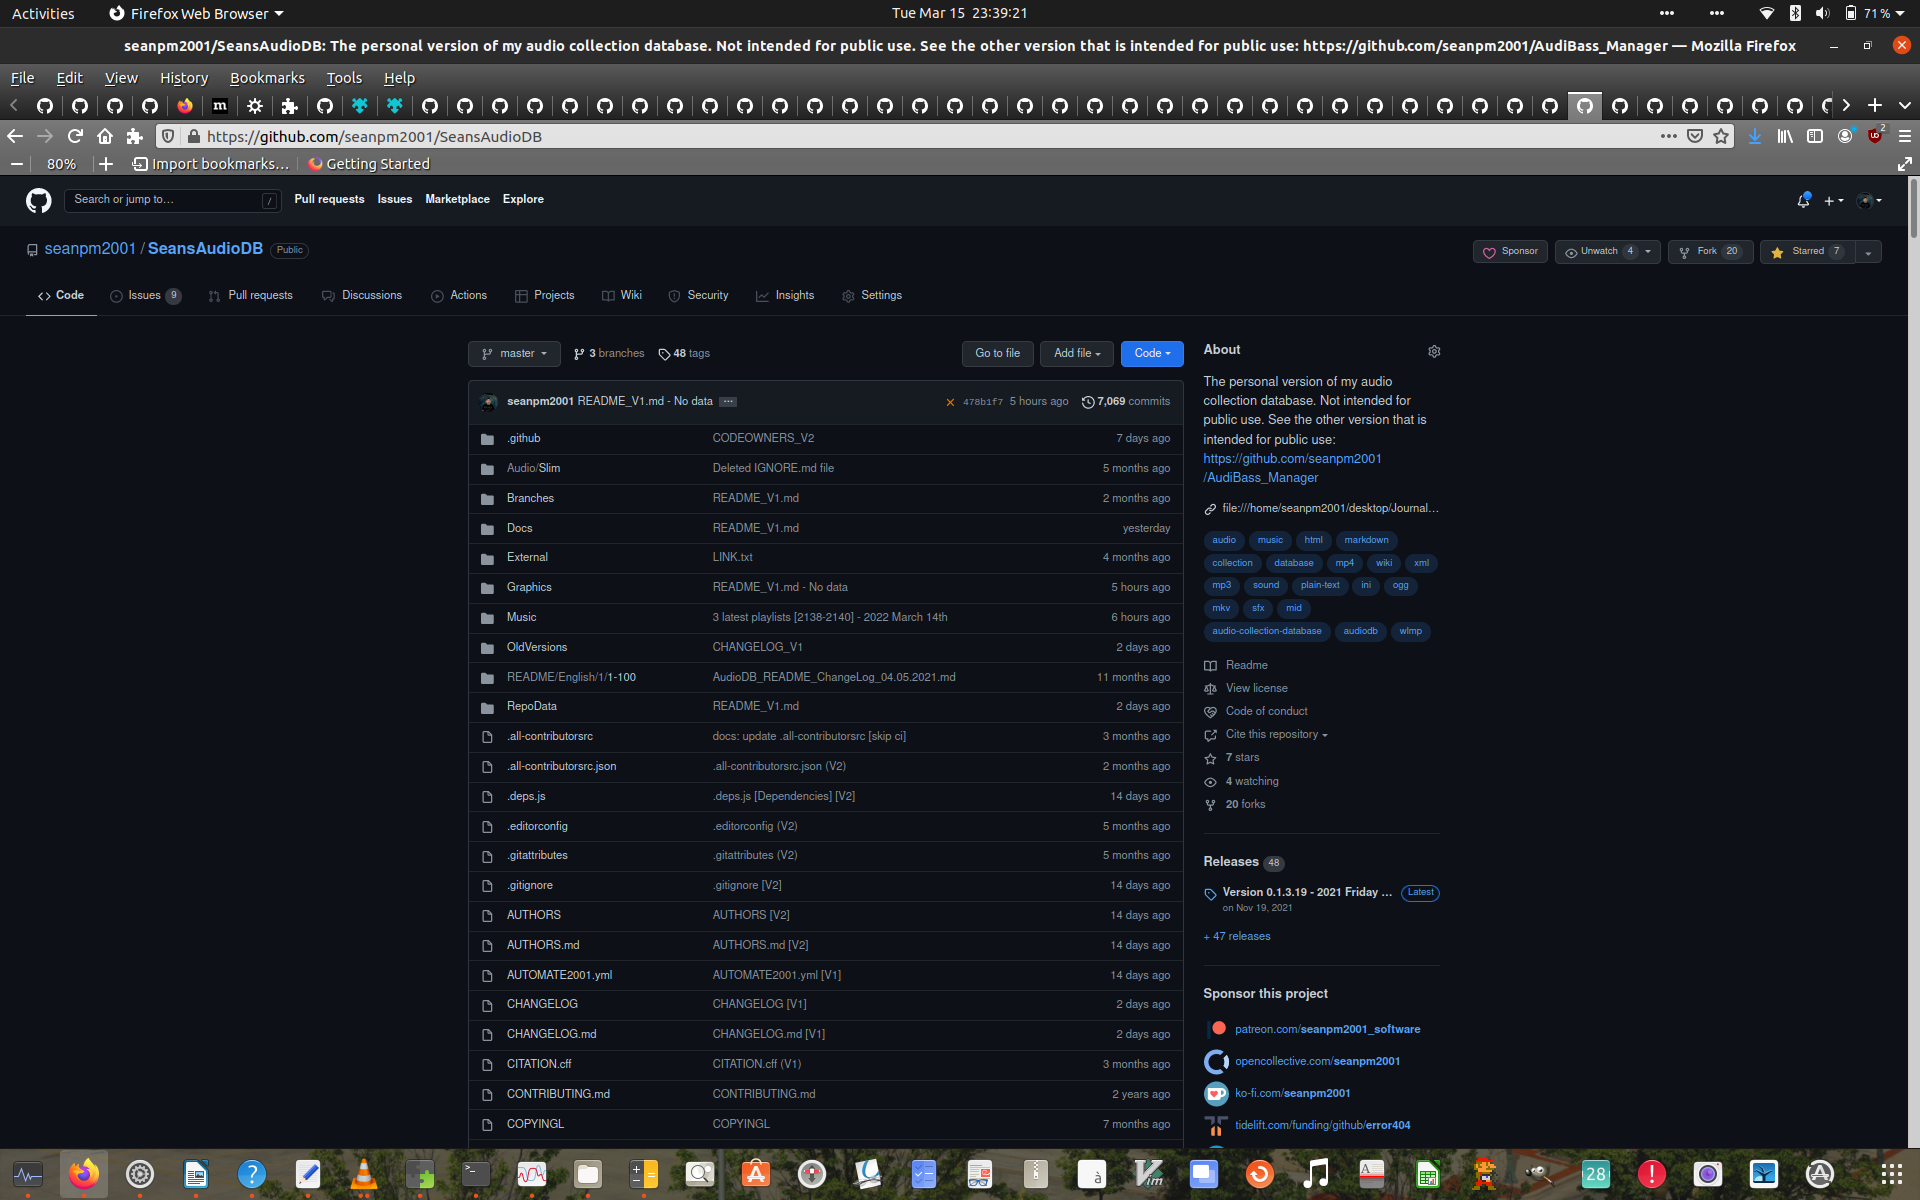 Activities Firefox Web Browser Tue Mar 15 23:39:21 71 %
seanpm2001/SeansAudioDB: The personal version of my audio collection database. Not intended for public use. See the other version that is intended for public use: https://github.com/seanpm2001/AudiBass_Manager — Mozilla Firefox
File Edit View History Bookmarks Tools Help
m
https://github.com/seanpm2001/SeansAudioDB 2
80% Import bookmarks… Getting Started
Search or jump to… / Pull requests Issues Marketplace Explore
seanpm2001 / SeansAudioDB Public Sponsor Unwatch 4 Fork 20 Starred 7
Code Issues 9 Pull requests Discussions Actions Projects Wiki Security Insights Settings
master 3 branches 48 tags Go to file Add file Code
seanpm2001 README_V1.md - No data ... 478b1f7 5 hours ago 7,069 commits
.github CODEOWNERS_V2 7 days ago
Audio/Slim Deleted IGNORE.md file 5 months ago
Branches README_V1.md 2 months ago
Docs README_V1.md yesterday
External LINK.txt 4 months ago
Graphics README_V1.md - No data 5 hours ago
Music 3 latest playlists [2138-2140] - 2022 March 14th 6 hours ago
OldVersions CHANGELOG_V1 2 days ago
README/English/1/1-100 AudioDB_README_ChangeLog_04.05.2021.md 11 months ago
RepoData README_V1.md 2 days ago
.all-contributorsrc docs: update .all-contributorsrc [skip ci] 3 months ago
.all-contributorsrc.json .all-contributorsrc.json (V2) 2 months ago
.deps.js .deps.js [Dependencies] [V2] 14 days ago
.editorconfig .editorconfig (V2) 5 months ago
.gitattributes .gitattributes (V2) 5 months ago
.gitignore .gitignore [V2] 14 days ago
AUTHORS AUTHORS [V2] 14 days ago
AUTHORS.md AUTHORS.md [V2] 14 days ago
AUTOMATE2001.yml AUTOMATE2001.yml [V1] 14 days ago
CHANGELOG CHANGELOG [V1] 2 days ago
CHANGELOG.md CHANGELOG.md [V1] 2 days ago
CITATION.cff CITATION.cff (V1) 3 months ago
CONTRIBUTING.md CONTRIBUTING.md 2 years ago
COPYINGL COPYINGL 7 months ago
About
The personal version of my audio
collection database. Not intended for
public use. See the other version that is
intended for public use:
https://github.com/seanpm2001
/AudiBass_Manager
file:///home/seanpm2001/desktop/Journal…
audio music html markdown
collection database mp4 wiki xml
mp3 sound plain-text ini ogg
mkv sfx mid
audio-collection-database audiodb wlmp
Readme
View license
Code of conduct
Cite this repository
7 stars
4 watching
20 forks
Releases 48
Version 0.1.3.19 - 2021 Friday ... Latest
on Nov 19, 2021
+ 47 releases
Sponsor this project
patreon.com/seanpm2001_software
opencollective.com/seanpm2001
ko-fi.com/seanpm2001
tidelift.com/funding/github/error404
28